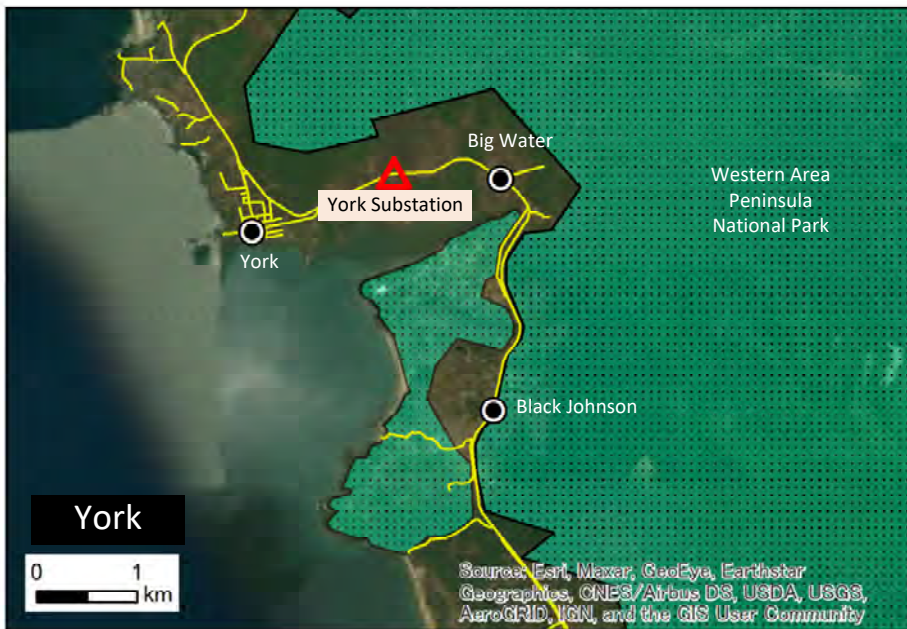 Big Water
Western Area
Peninsula
National Park
York Substation
York
Black Johnson
York
0 1
km
Source: Esri, Maxar, GeoEye, Earthstar
Geographics, CNES/Airbus DS, USDA, USGS,
AeroGRID, IGN, and the GIS User Community